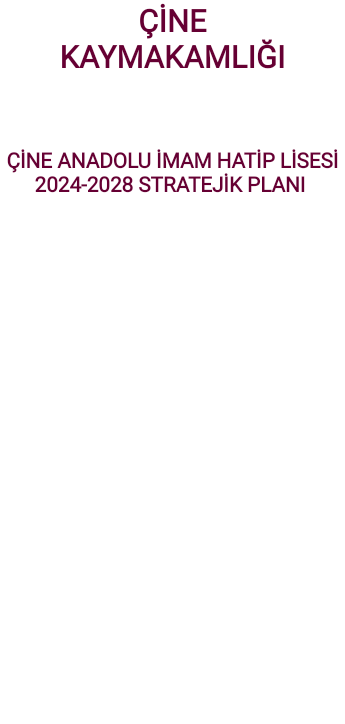 ÇİNE
KAYMAKAMLIĞI
ÇİNE ANADOLU İMAM HATİP LİSESİ
2024-2028 STRATEJİK PLANI